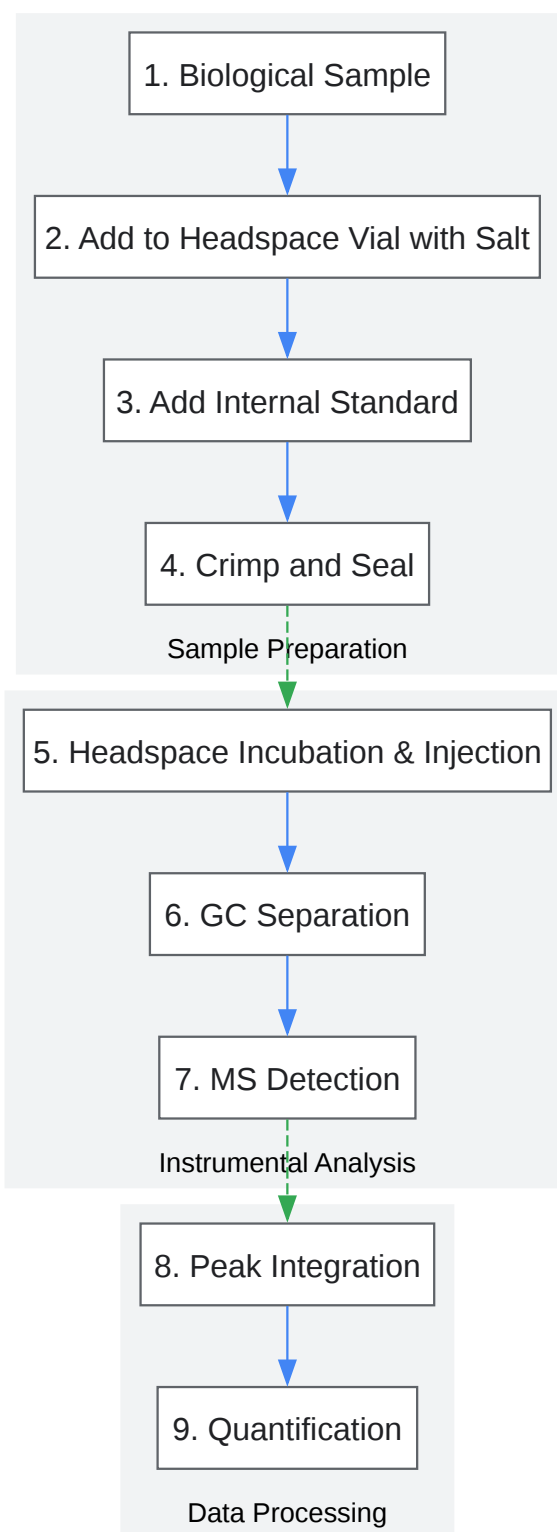 1. Biological Sample
2. Add to Headspace Vial with Salt
3. Add Internal Standard
4. Crimp and Seal
Sample Preparation
5. Headspace Incubation & Injection
6. GC Separation
7. MS Detection
Instrumental Analysis
8. Peak Integration
9. Quantification
Data Processing